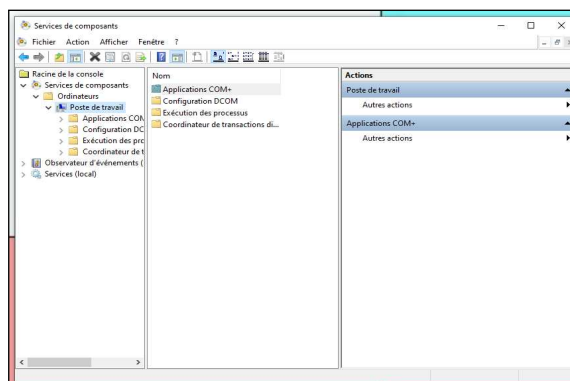 Services de composants
Fichier Action Afficher Fenêtre ?
Racine de la console
Services de composants
Ordinateurs
Poste de travail
Applications COM
Configuration DC
Exécution des pro
Coordinateur de t
Observateur d'événements (
Services (local)
Nom
Applications COM+
Configuration DCOM
Exécution des processus
Coordinateur de transactions di...
Actions
Poste de travail
Autres actions
Applications COM+
Autres actions